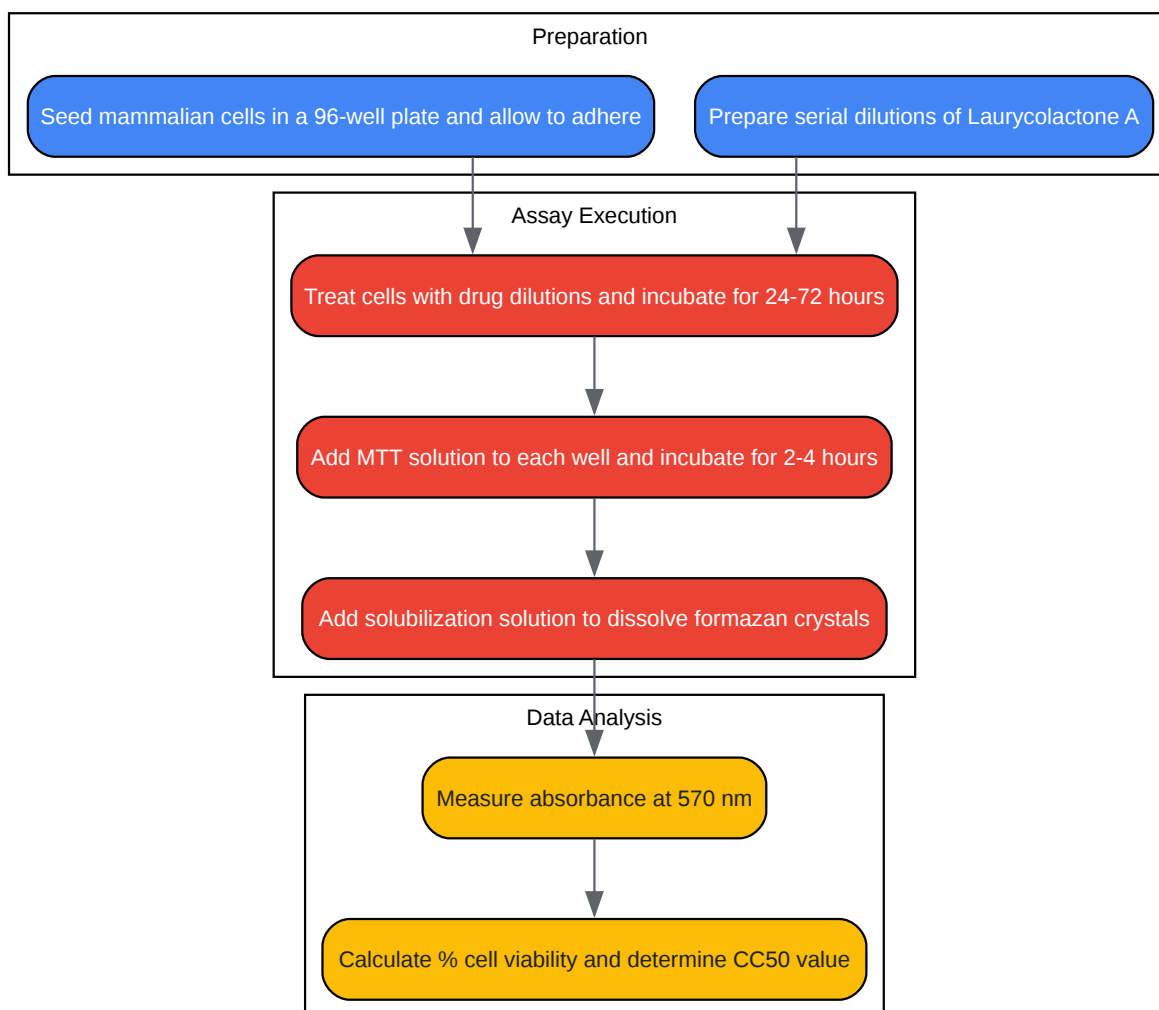 Preparation
Seed mammalian cells in a 96-well plate and allow to adhere
Prepare serial dilutions of Laurycolactone A
Assay Execution
Treat cells with drug dilutions and incubate for 24-72 hours
Add MTT solution to each well and incubate for 2-4 hours
Add solubilization solution to dissolve formazan crystals
Data Analysis
Measure absorbance at 570 nm
Calculate % cell viability and determine CC50 value